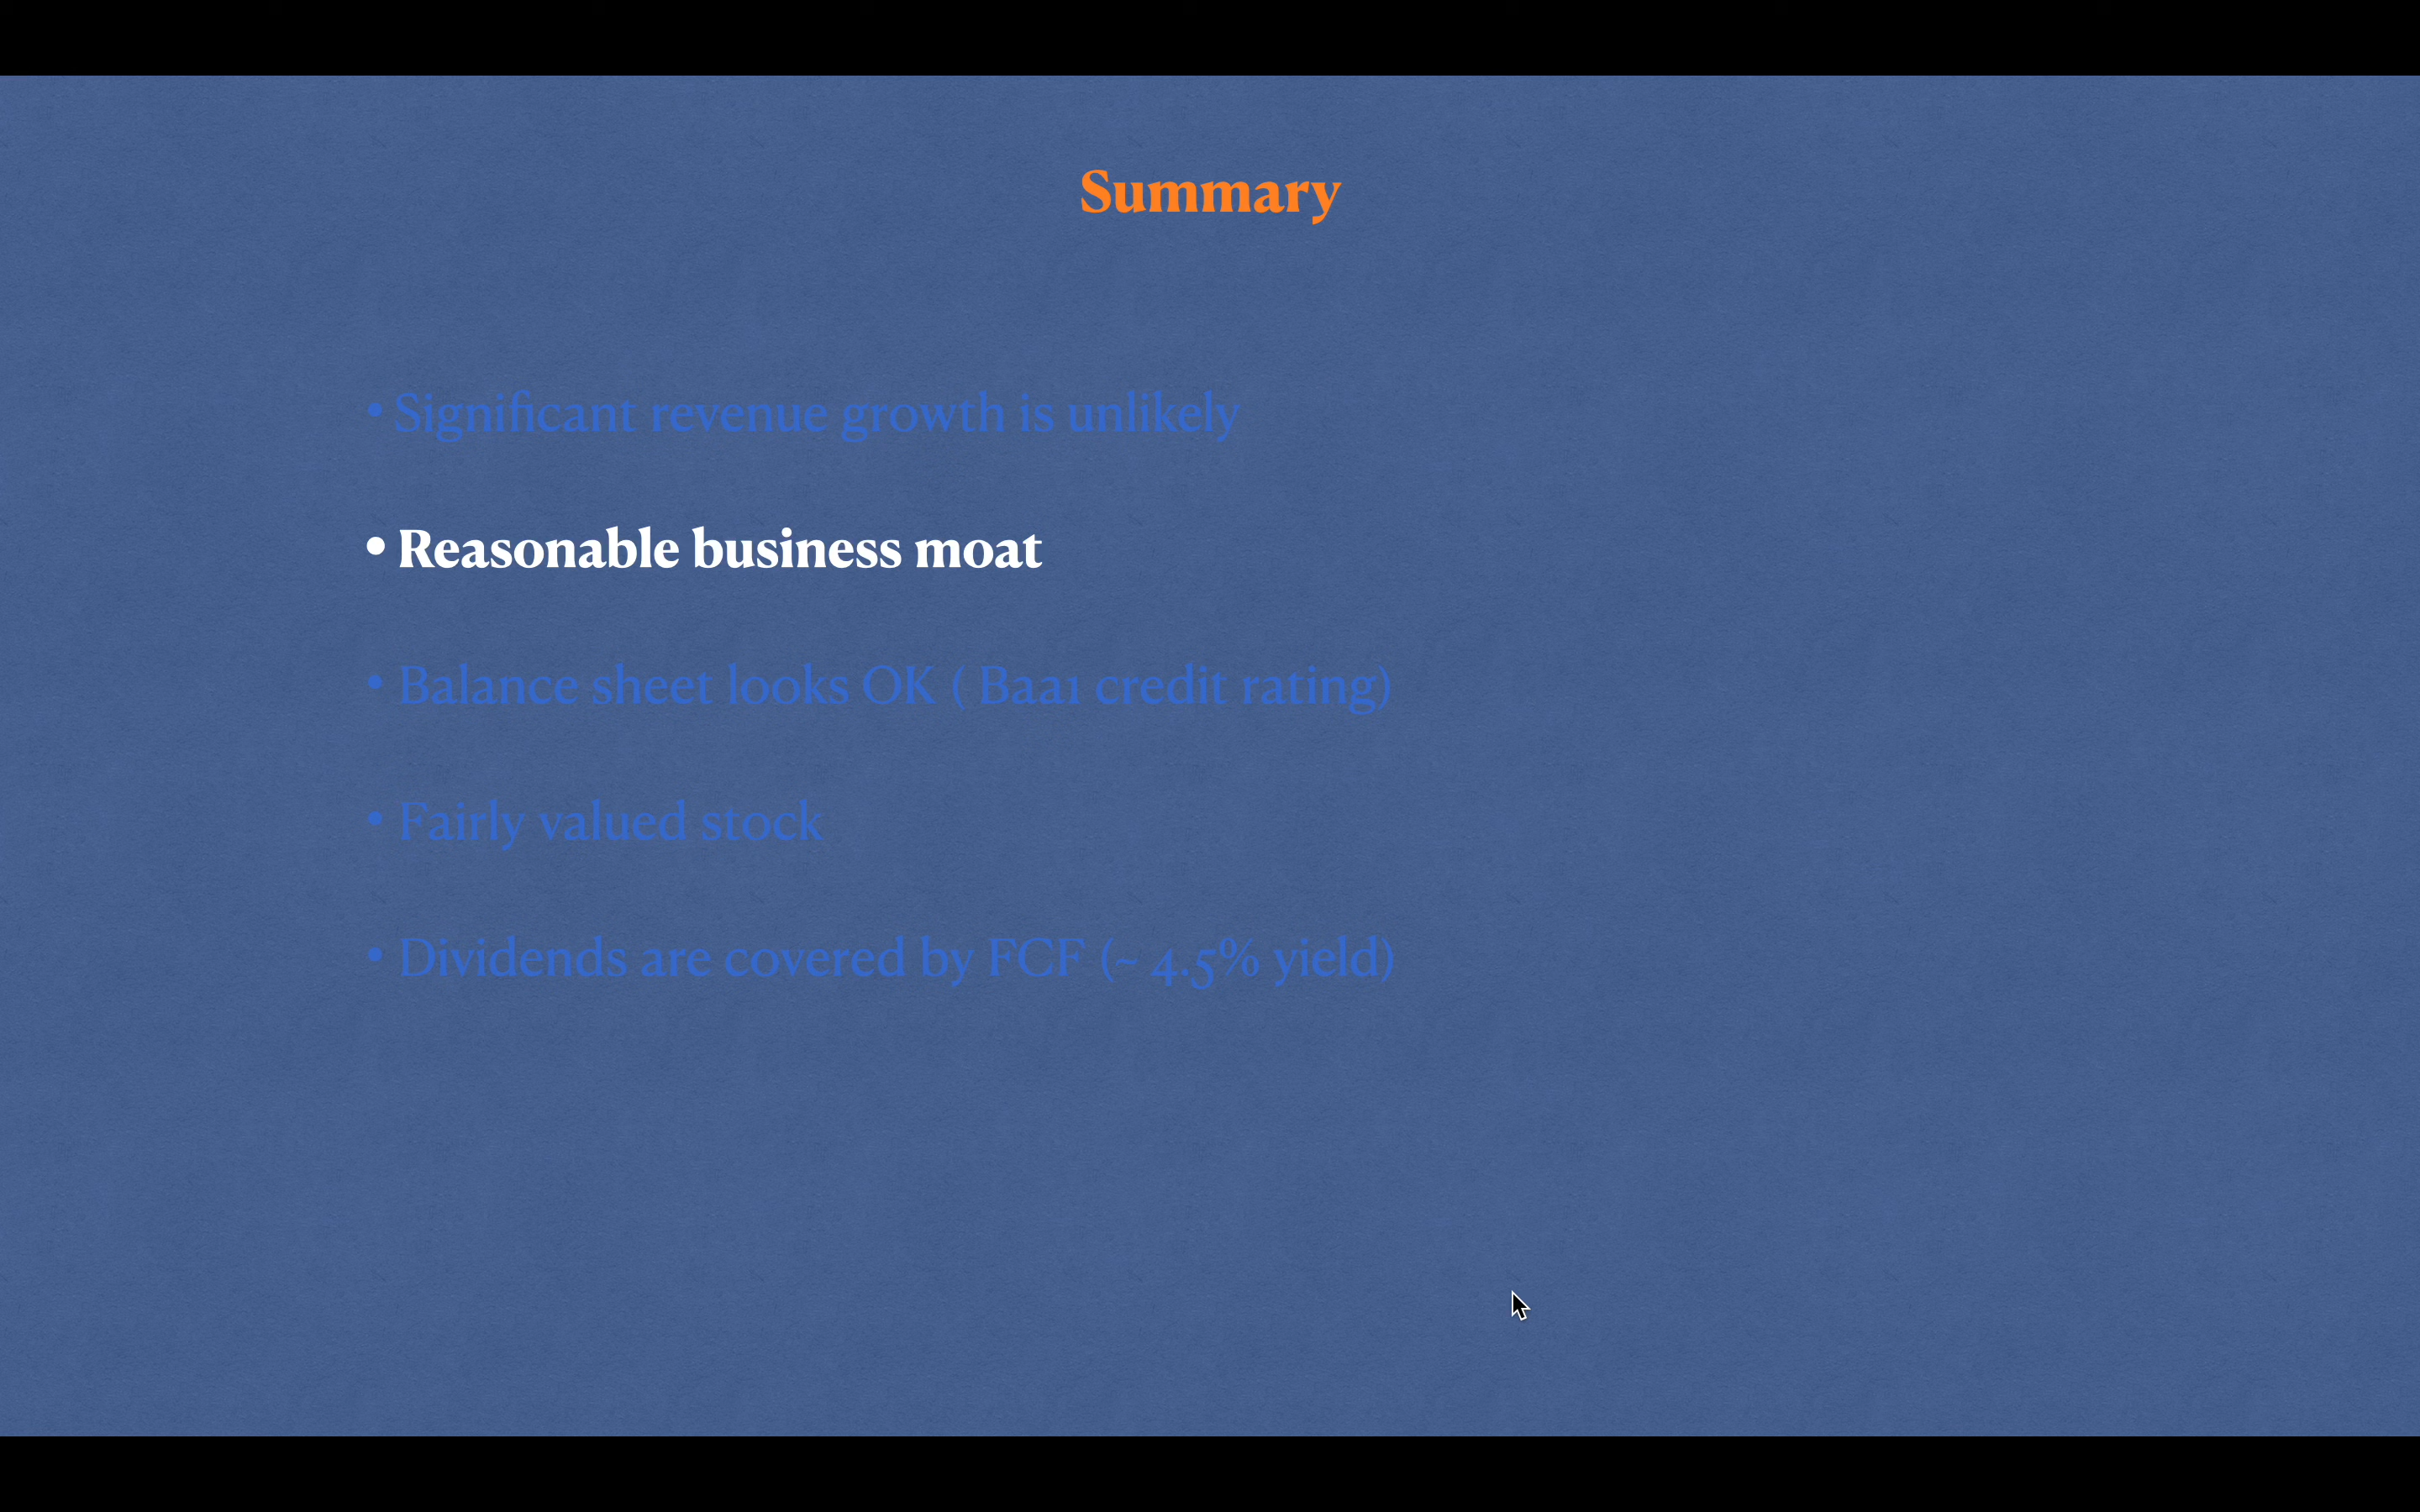 Summary
• Significant revenue growth is unlikely
• Reasonable business moat
• Balance sheet looks OK ( Baa1 credit rating)
• Fairly valued stock
• Dividends are covered by FCF (~ 4.5% yield)